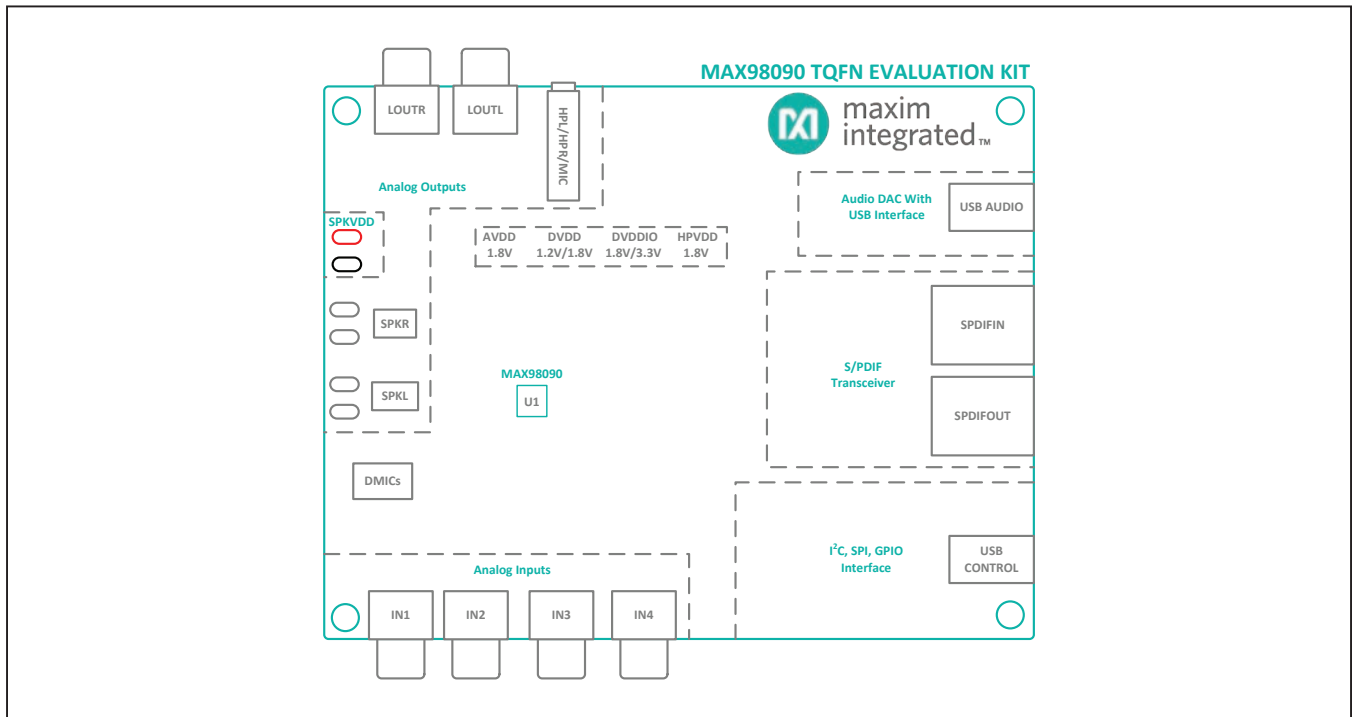 MAX98090 TQFN EVALUATION KIT
maxim
integrated™
LOUTR
LOUTL
HPL/HPR/MIC
Analog Outputs
SPKVDD
AVDD DVDD DVDDIO HPVDD
1.8V 1.2V/1.8V 1.8V/3.3V 1.8V
Audio DAC With
USB Interface
USB AUDIO
SPKR
SPKL
MAX98090
U1
S/PDIF
Transceiver
SPDIFIN
SPDIFOUT
DMICs
I²C, SPI, GPIO
Interface
USB
CONTROL
Analog Inputs
IN1 IN2 IN3 IN4